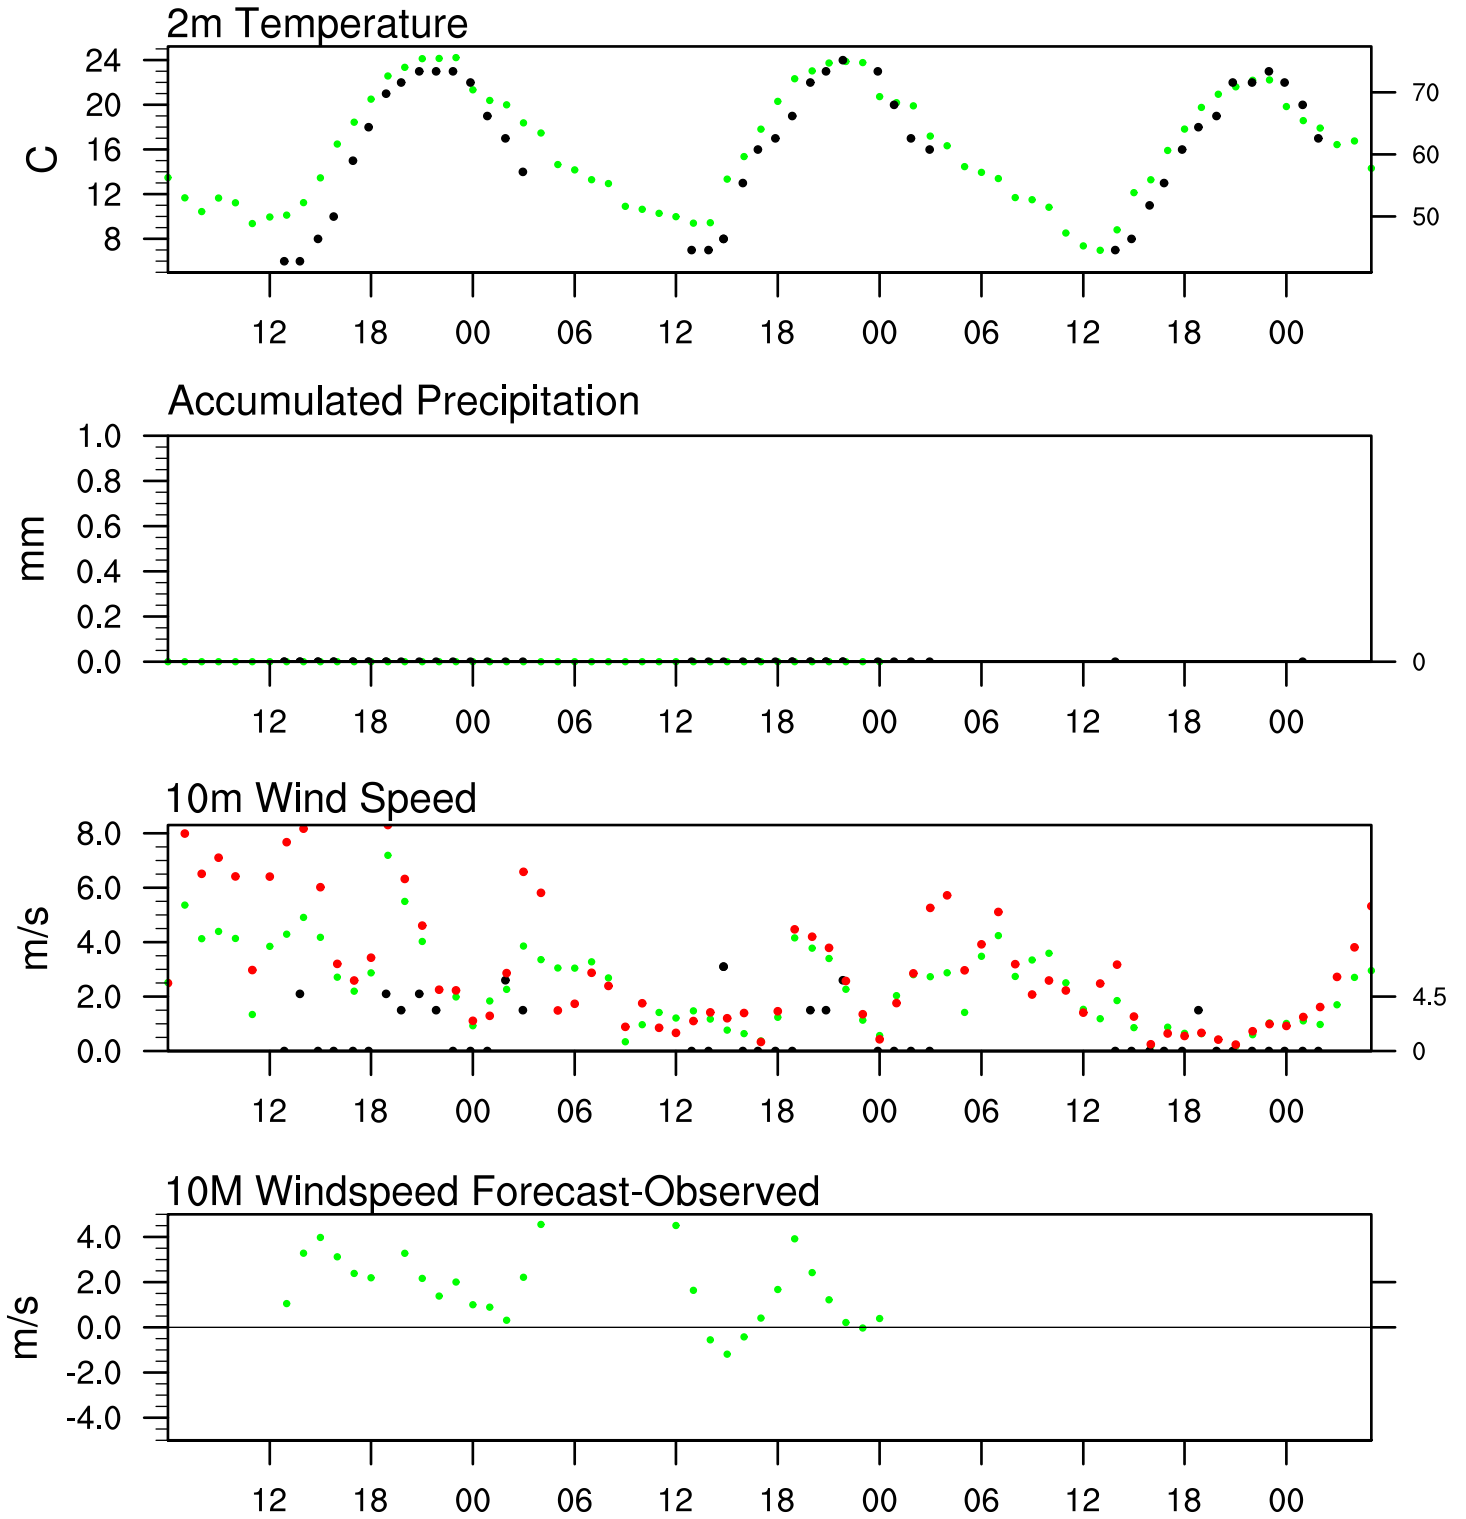 2m Temperature
24
20
16
12
8
C
70
60
50
12 18 00 06 12 18 00 06 12 18 00
Accumulated Precipitation
1.0
0.8
0.6
0.4
0.2
0.0
mm
0
12 18 00 06 12 18 00 06 12 18 00
10m Wind Speed
8.0
6.0
4.0
2.0
0.0
m/s
4.5
0
12 18 00 06 12 18 00 06 12 18 00
10M Windspeed Forecast-Observed
4.0
2.0
0.0
-2.0
-4.0
m/s
12 18 00 06 12 18 00 06 12 18 00